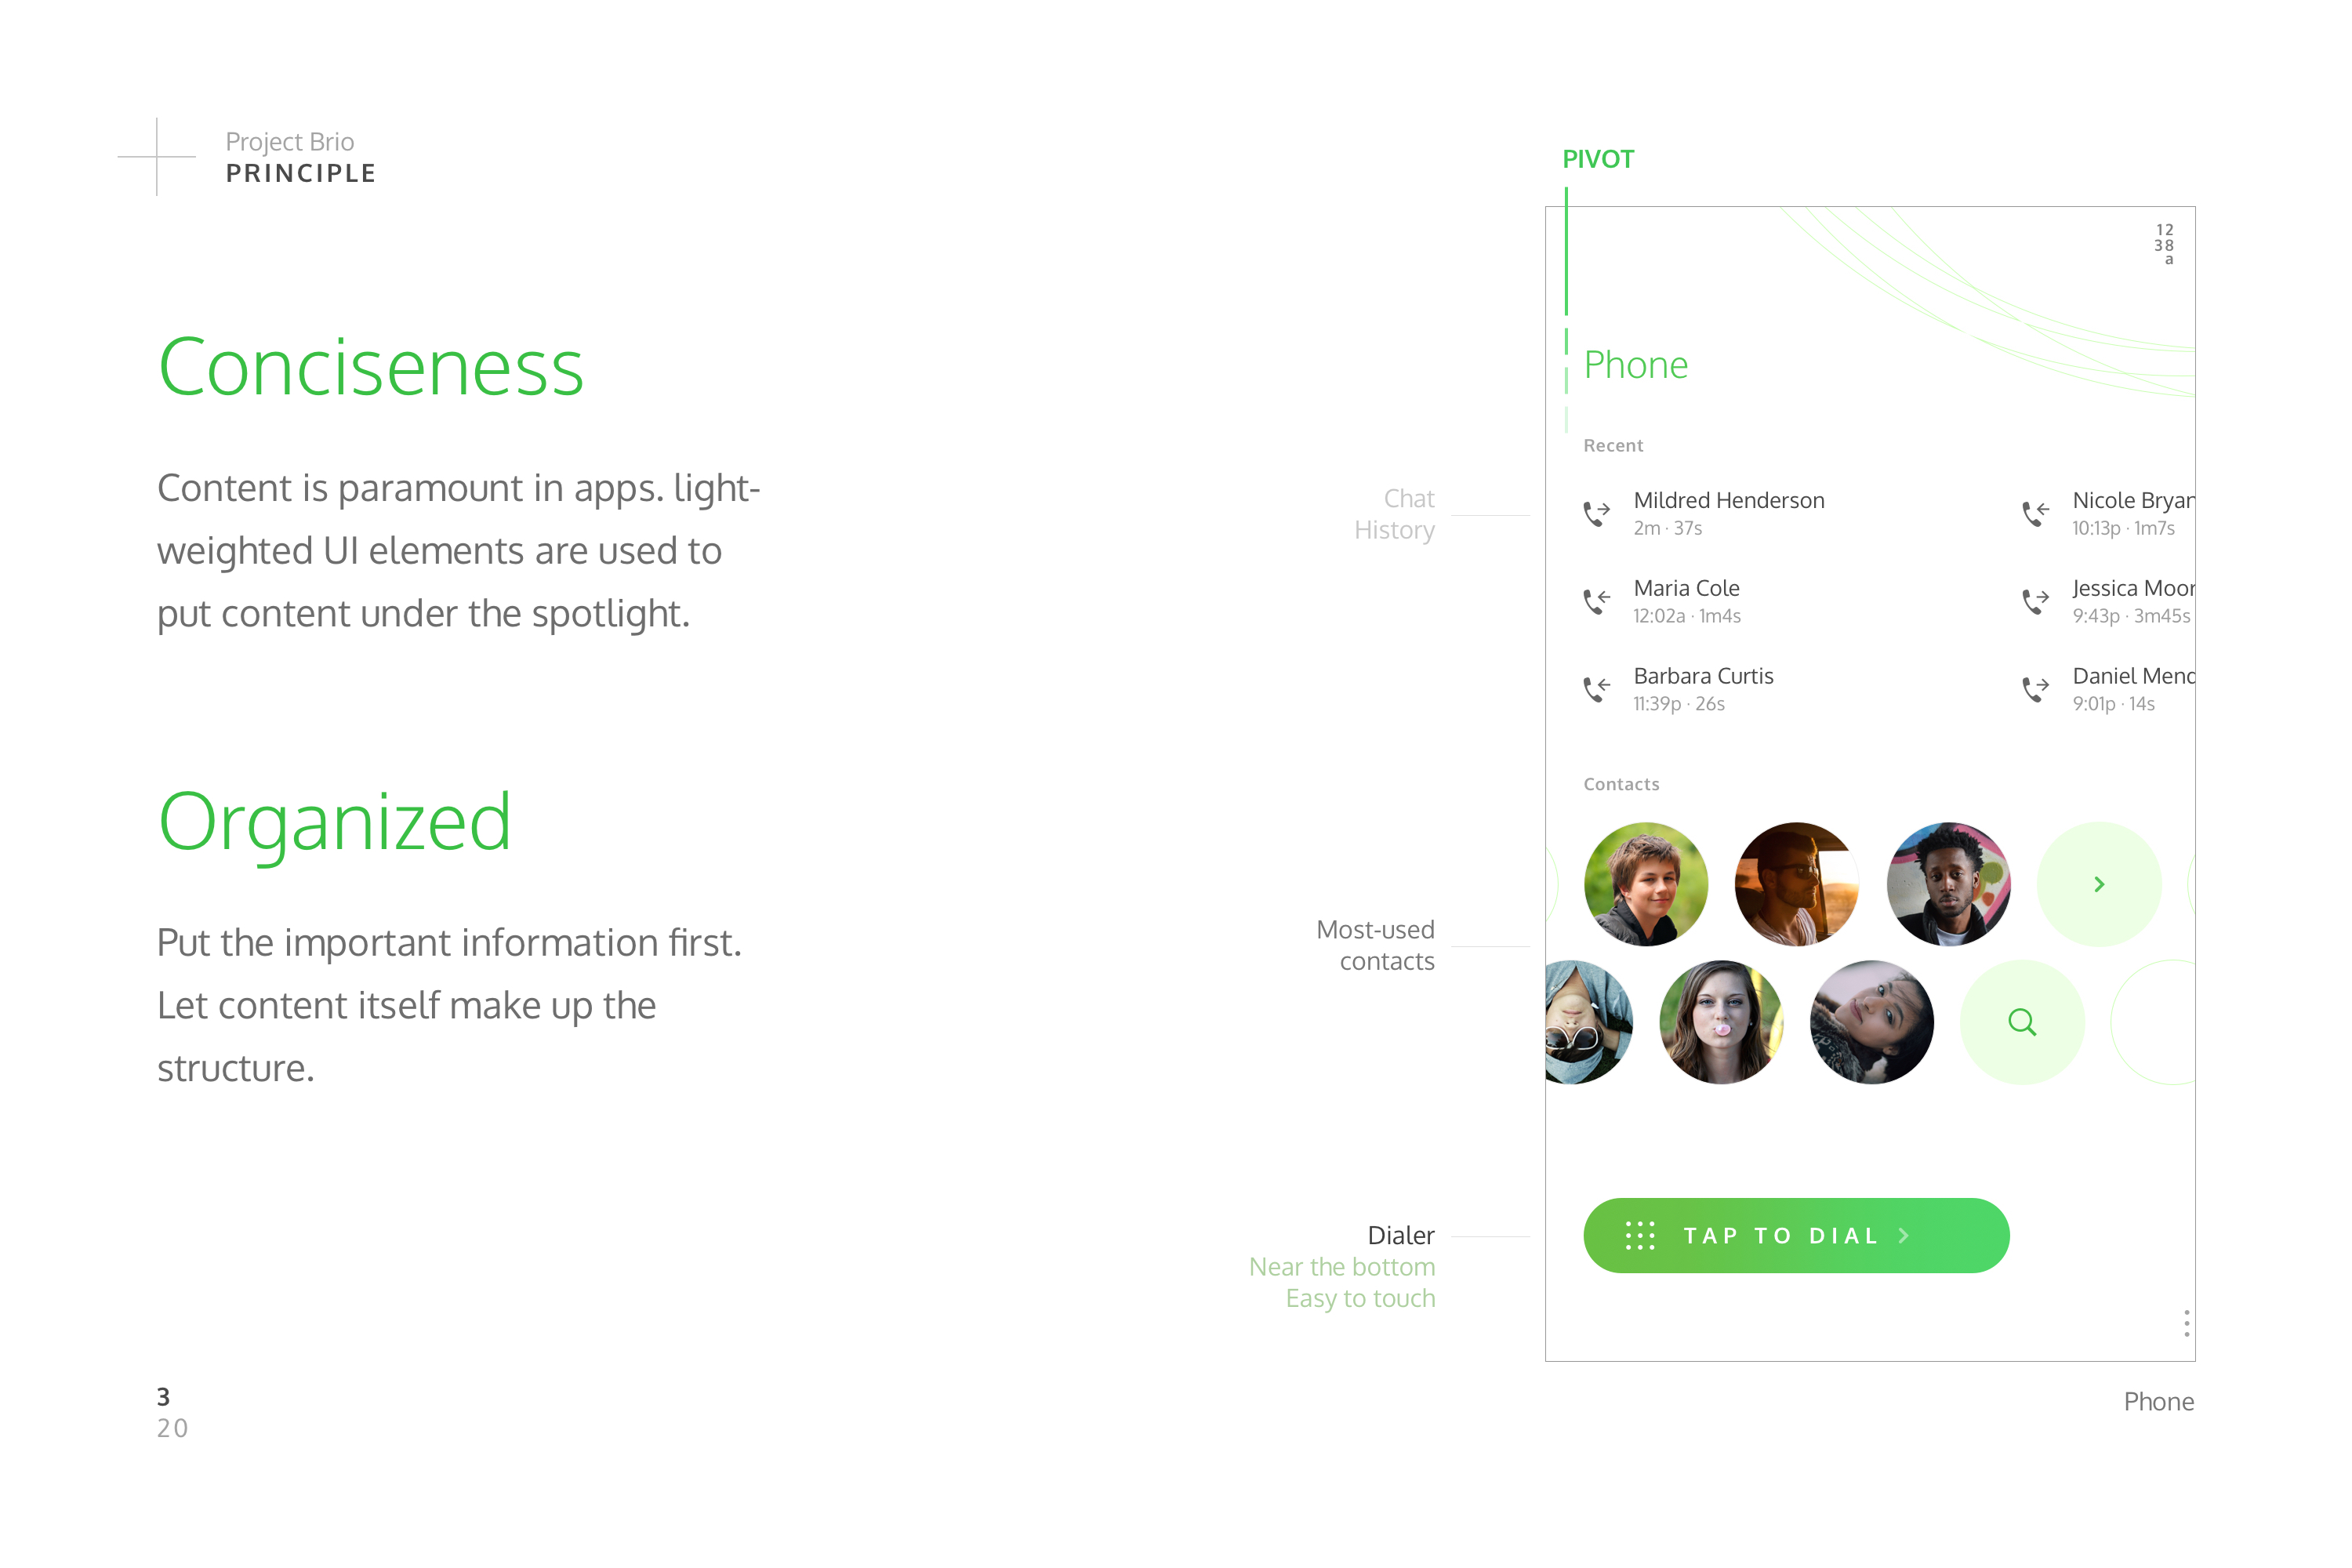 Project Brio
PRINCIPLE
Conciseness
Content is paramount in apps. light-
weighted UI elements are used to
put content under the spotlight.
Organized
Put the important information first.
Let content itself make up the
structure.
3
20
PIVOT
12
38
a
Phone
Recent
Chat
History
Mildred Henderson
2m · 37s
Nicole Bryan
10:13p · 1m7s
Maria Cole
12:02a · 1m4s
Jessica Moor
9:43p · 3m45s
Barbara Curtis
11:39p · 26s
Daniel Mend
9:01p · 14s
Contacts
Most-used
contacts
Dialer
Near the bottom
Easy to touch
TAP TO DIAL
Phone